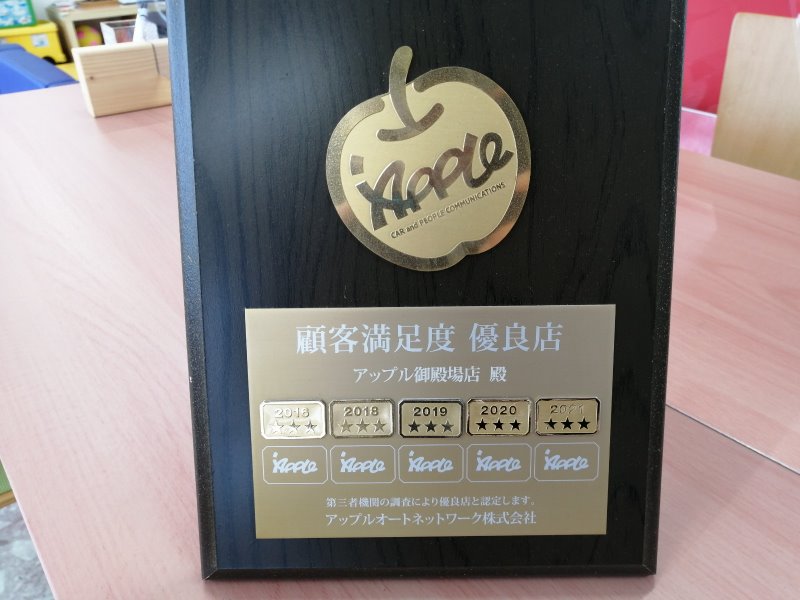 Apple
CAR and PEOPLE COMMUNICATIONS
顧客満足度 優良店
アップル御殿場店 殿
2016 2018 2019 2020 2021
★★★ ★★★ ★★★ ★★★ ★★★
Apple Apple Apple Apple Apple
第三者機関の調査により優良店と認定します。
アップルオートネットワーク株式会社